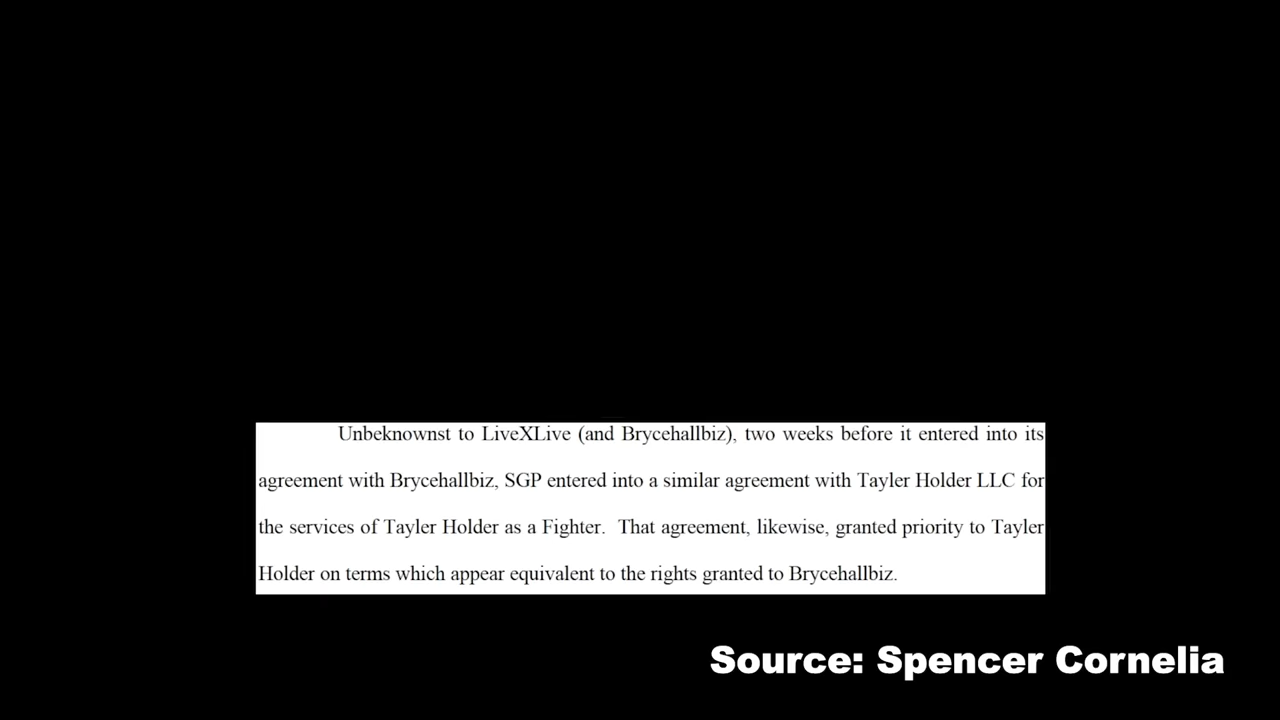 Unbeknownst to LiveXLive (and Brycehallbiz), two weeks before it entered into its
agreement with Brycehallbiz, SGP entered into a similar agreement with Tayler Holder LLC for
the services of Tayler Holder as a Fighter.  That agreement, likewise, granted priority to Tayler
Holder on terms which appear equivalent to the rights granted to Brycehallbiz.
Source: Spencer Cornelia